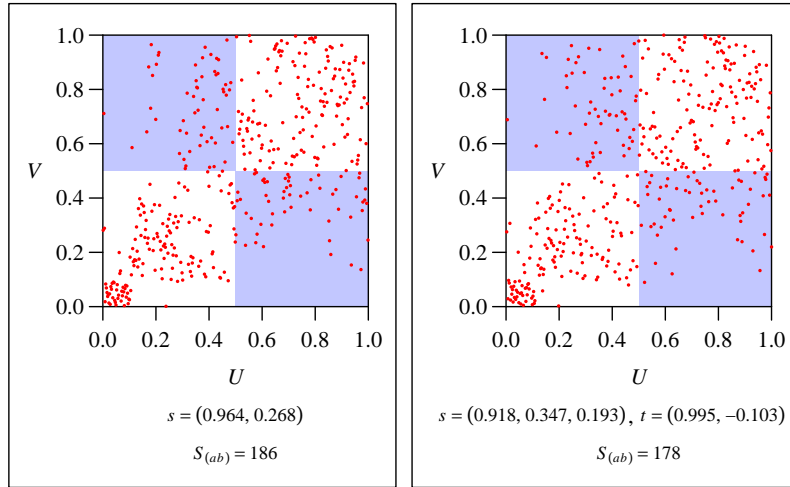 1.0
0.8
0.6
V
0.4
0.2
0.0
0.0 0.2 0.4 0.6 0.8 1.0
U
s = (0.964, 0.268)
S(ab) = 186
1.0
0.8
0.6
V
0.4
0.2
0.0
0.0 0.2 0.4 0.6 0.8 1.0
U
s = (0.918, 0.347, 0.193), t = (0.995, –0.103)
S(ab) = 178